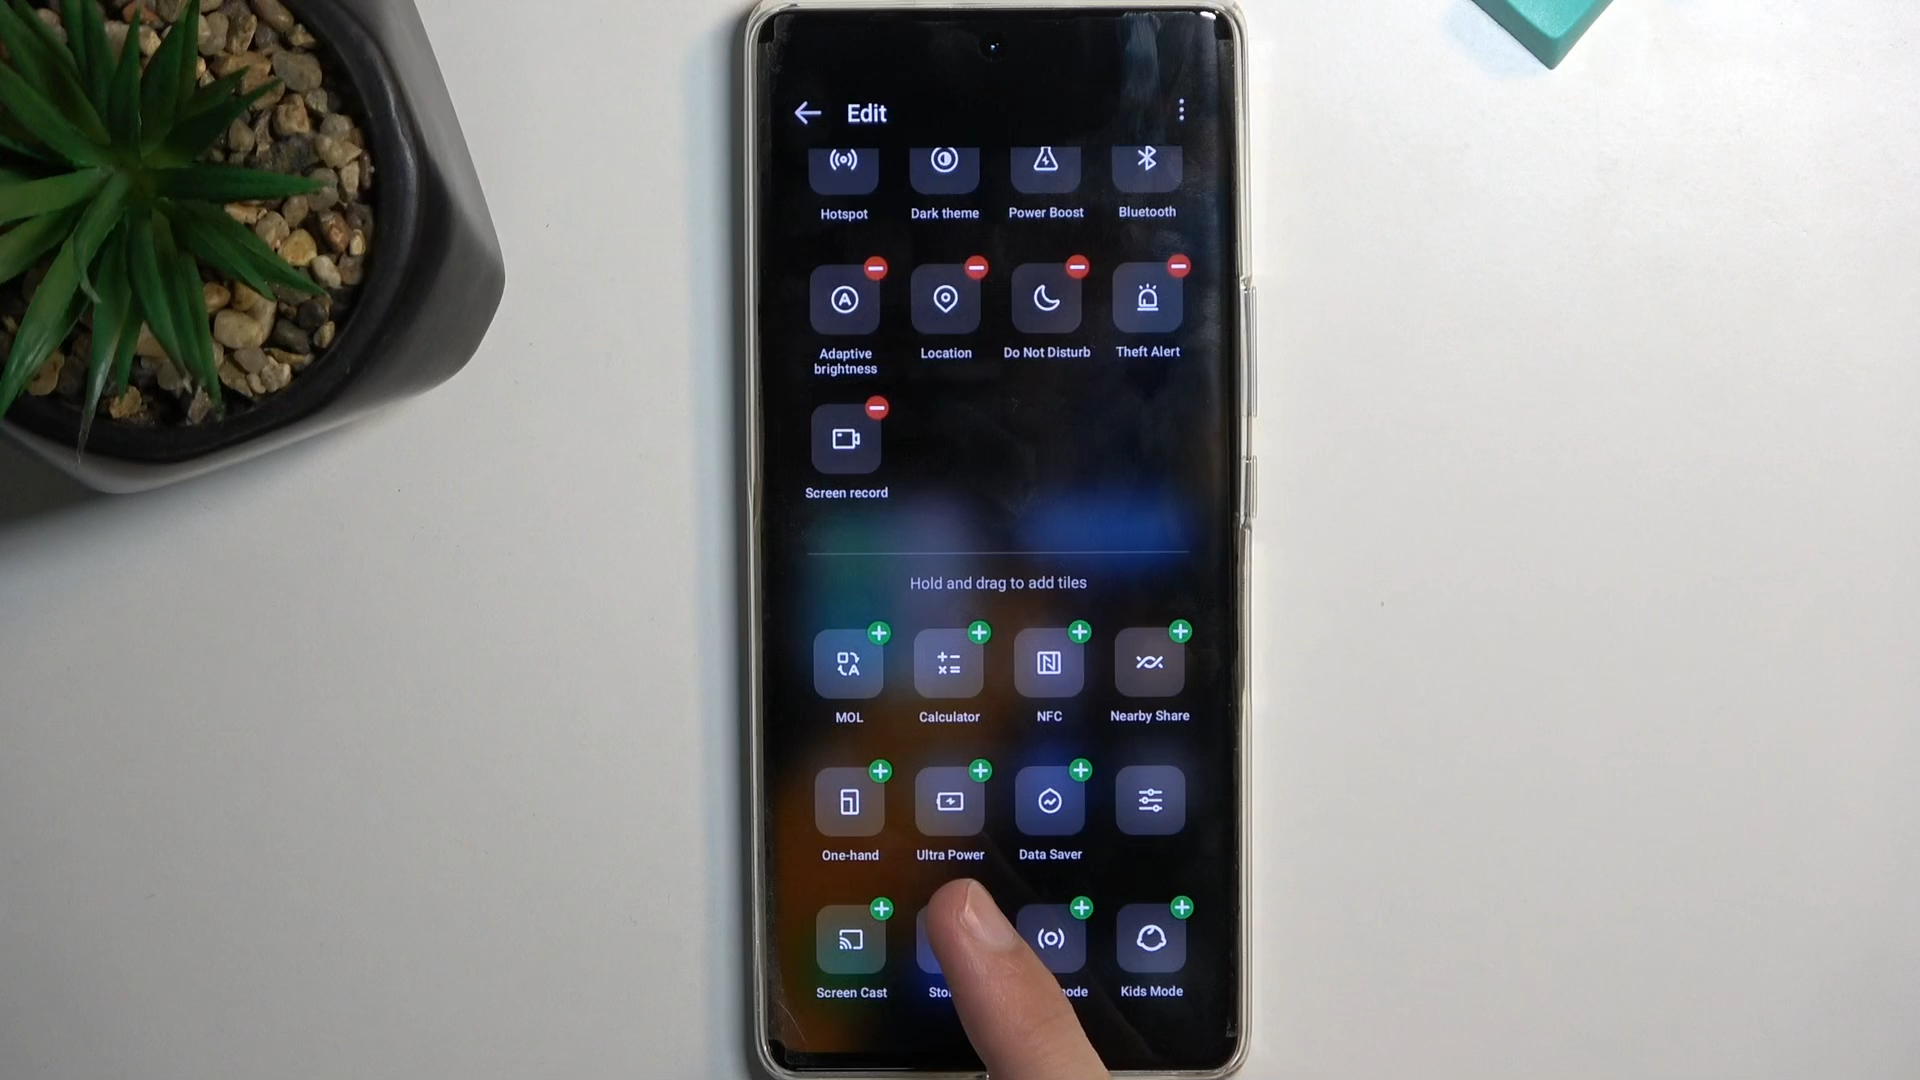 Edit
Hotspot
Dark theme
Power Boost
Bluetooth
Adaptive
brightness
Location
Do Not Disturb
Theft Alert
Screen record
Hold and drag to add tiles
MOL
Calculator
NFC
Nearby Share
One-hand
Ultra Power
Data Saver
Screen Cast
Kids Mode